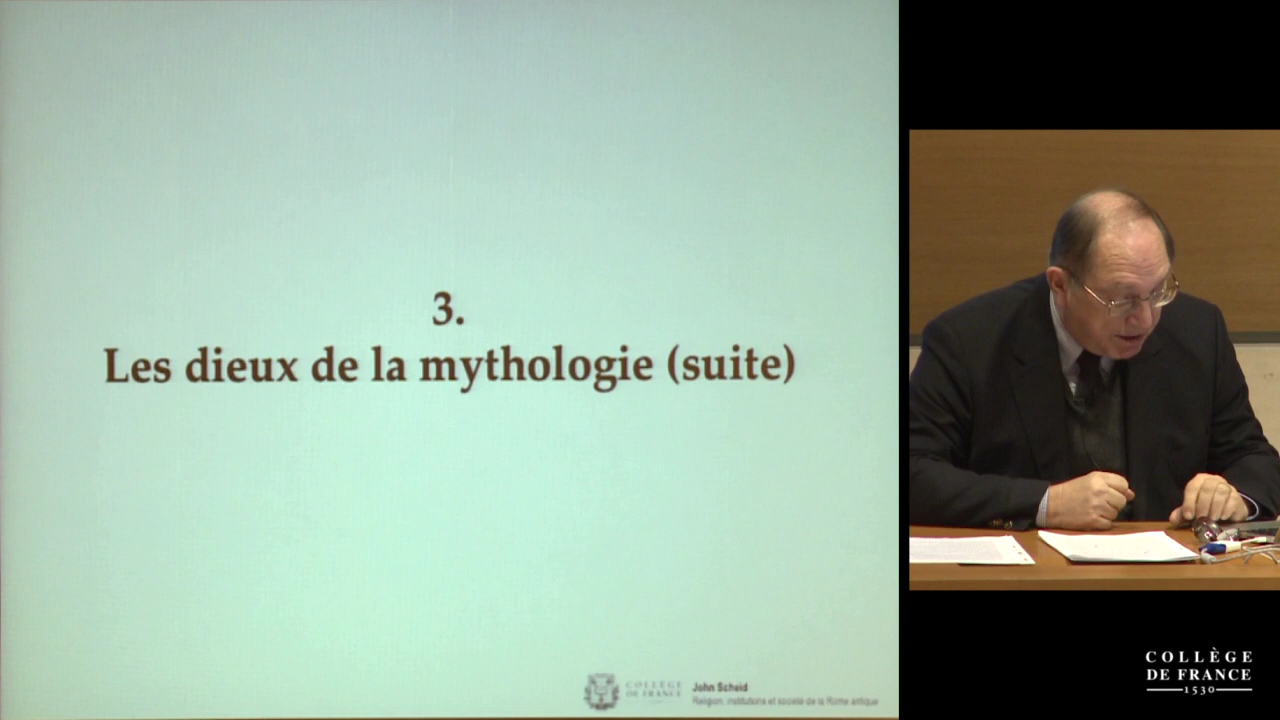 3.
Les dieux de la mythologie (suite)
COLLÈGE
DE FRANCE
John Scheid
Religion, institutions et société de la Rome antique
COLLÈGE
DE FRANCE
1530